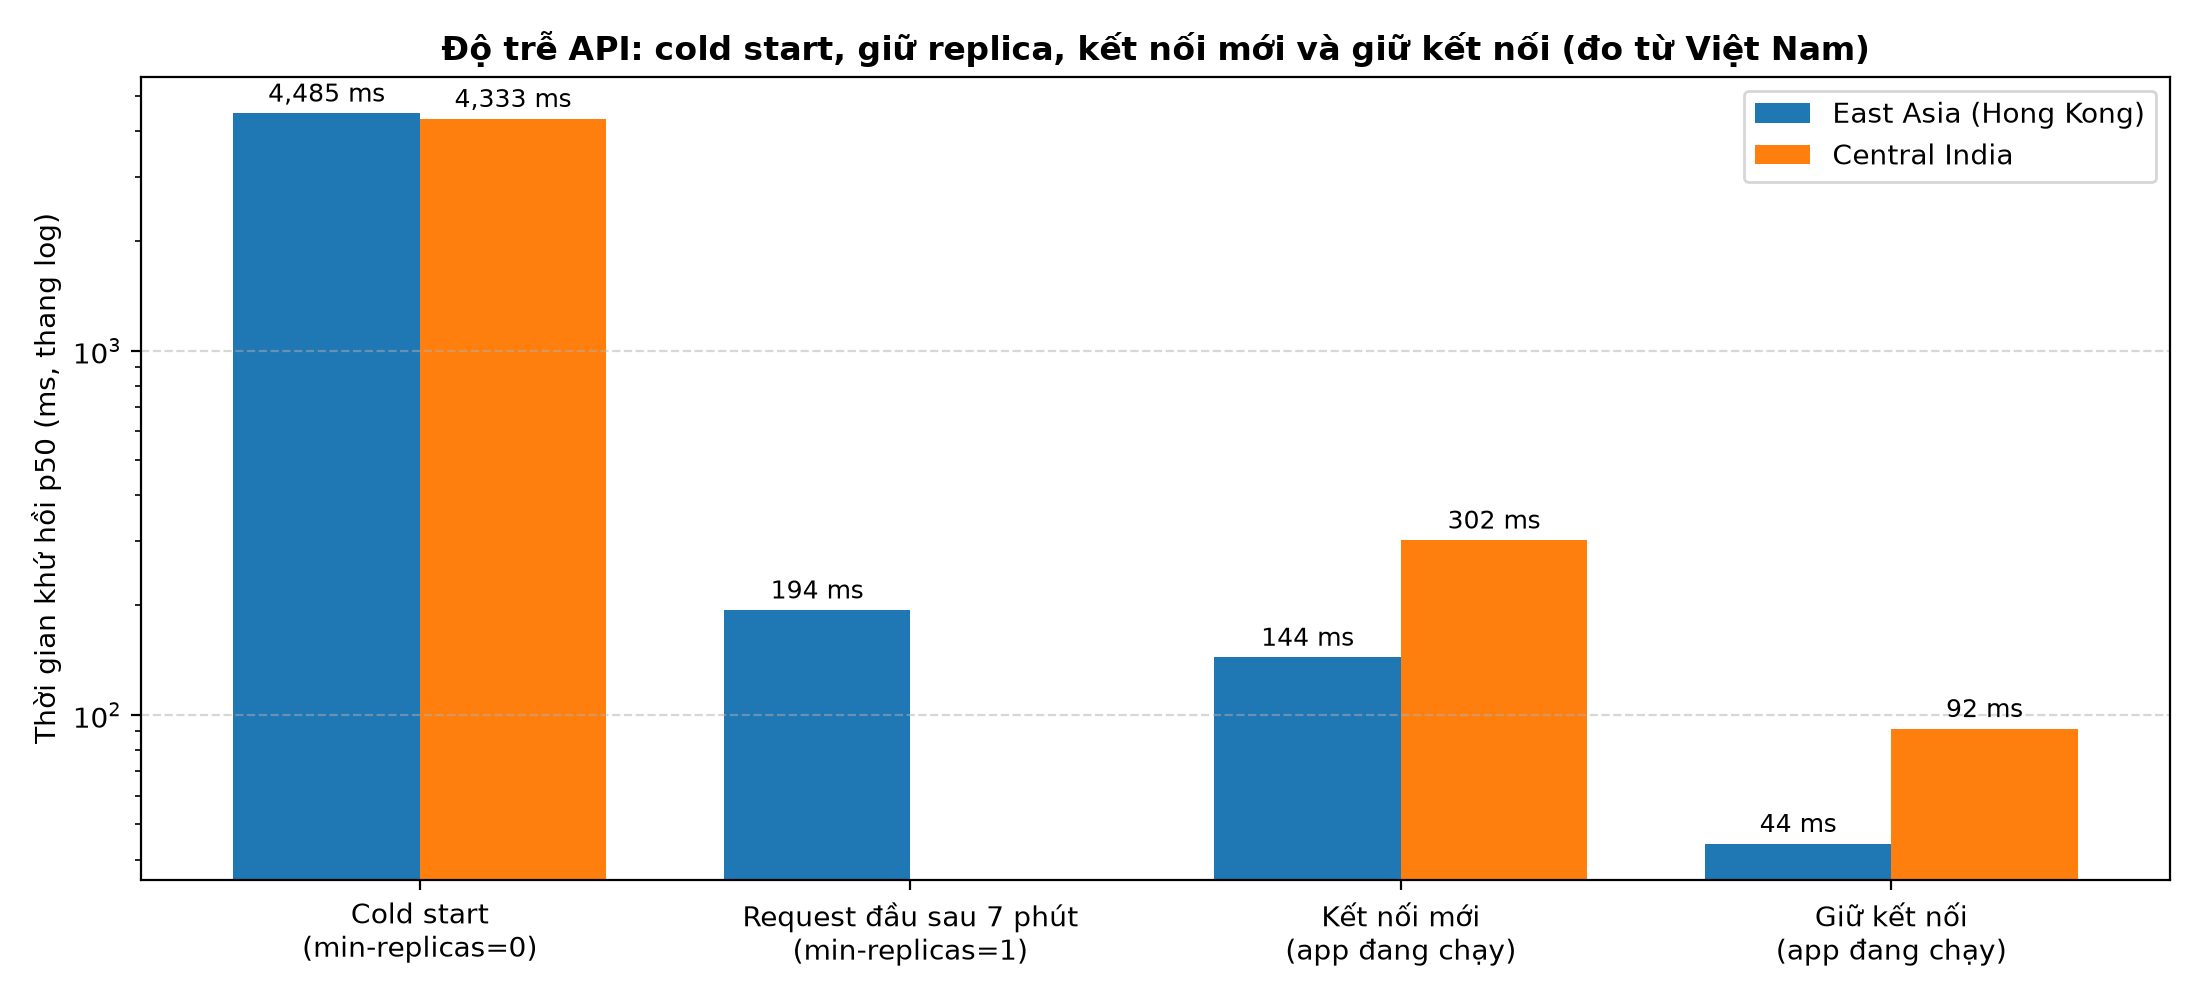 Độ trễ API: cold start, giữ replica, kết nối mới và giữ kết nối (đo từ Việt Nam)
Thời gian khứ hồi p50 (ms, thang log)
10³
10²
4,485 ms
4,333 ms
194 ms
144 ms
302 ms
44 ms
92 ms
East Asia (Hong Kong)
Central India
Cold start
(min-replicas=0)
Request đầu sau 7 phút
(min-replicas=1)
Kết nối mới
(app đang chạy)
Giữ kết nối
(app đang chạy)